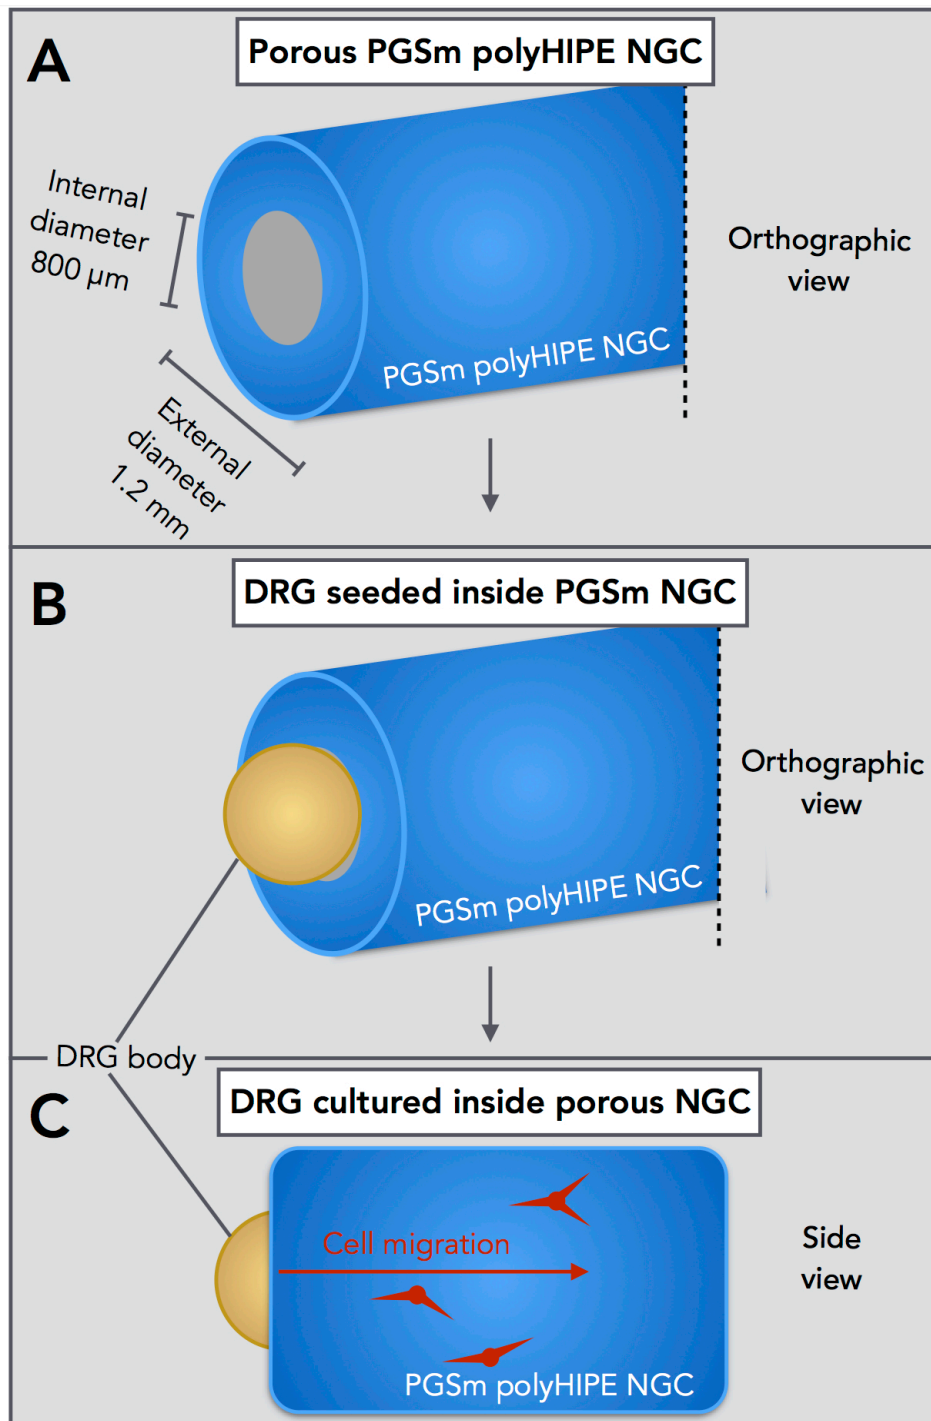 A
Porous PGSm polyHIPE NGC
Internal
diameter
800 µm
Orthographic
view
PGSm polyHIPE NGC
External
diameter
1.2 mm
B
DRG seeded inside PGSm NGC
Orthographic
view
PGSm polyHIPE NGC
DRG body
C
DRG cultured inside porous NGC
Cell migration
Side
view
PGSm polyHIPE NGC